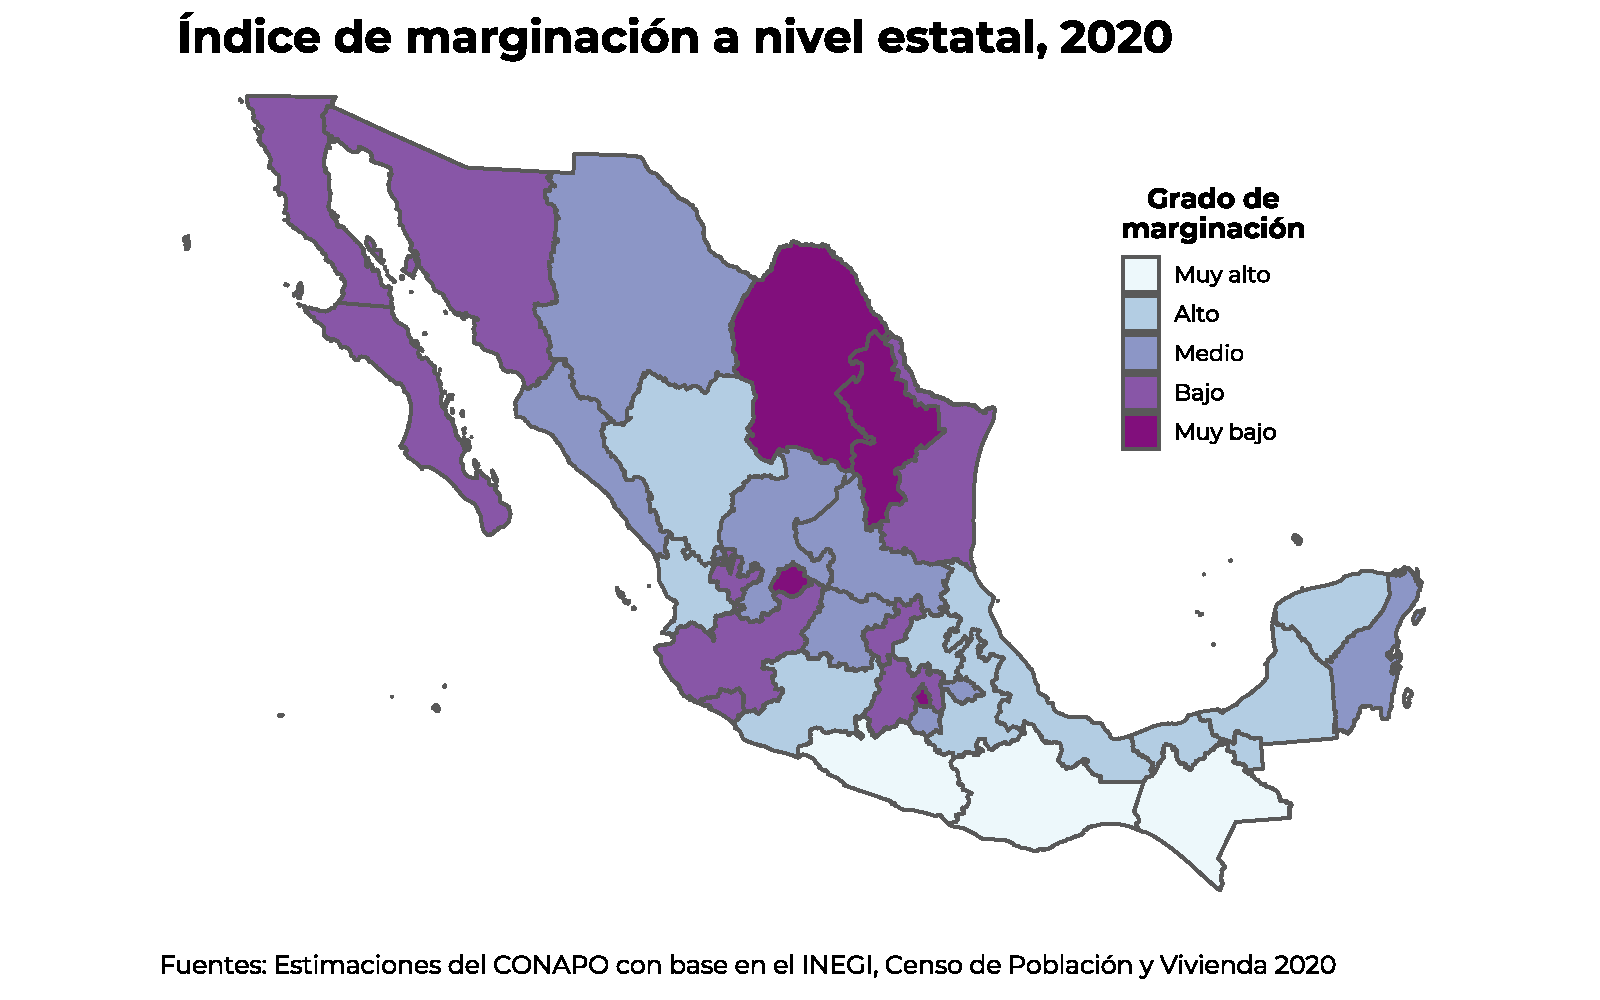 Índice de marginación a nivel estatal, 2020
Grado de
marginación
Muy alto
Alto
Medio
Bajo
Muy bajo
Fuentes: Estimaciones del CONAPO con base en el INEGI, Censo de Población y Vivienda 2020